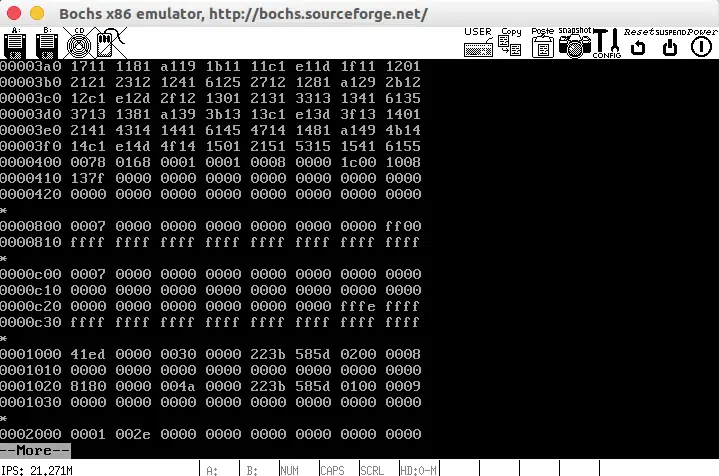 Bochs x86 emulator, http://bochs.sourceforge.net/
A: B: CD USER Copy Paste snapshot CONFIG Reset SUSPEND Power
00003a0 1711 1181 a119 1b11 11c1 e11d 1f11 1201
00003b0 2121 2312 1241 6125 2712 1281 a129 2b12
00003c0 12c1 e12d 2f12 1301 2131 3313 1341 6135
00003d0 3713 1381 a139 3b13 13c1 e13d 3f13 1401
00003e0 2141 4314 1441 6145 4714 1481 a149 4b14
00003f0 14c1 e14d 4f14 1501 2151 5315 1541 6155
0000400 0078 0168 0001 0001 0008 0000 1c00 1008
0000410 137f 0000 0000 0000 0000 0000 0000 0000
0000420 0000 0000 0000 0000 0000 0000 0000 0000
*
0000800 0007 0000 0000 0000 0000 0000 0000 ff00
0000810 ffff ffff ffff ffff ffff ffff ffff ffff
*
0000c00 0007 0000 0000 0000 0000 0000 0000 0000
0000c10 0000 0000 0000 0000 0000 0000 0000 0000
0000c20 0000 0000 0000 0000 0000 0000 fffe ffff
0000c30 ffff ffff ffff ffff ffff ffff ffff ffff
*
0001000 41ed 0000 0030 0000 223b 585d 0200 0008
0001010 0000 0000 0000 0000 0000 0000 0000 0000
0001020 8180 0000 004a 0000 223b 585d 0100 0009
0001030 0000 0000 0000 0000 0000 0000 0000 0000
*
0002000 0001 002e 0000 0000 0000 0000 0000 0000
--More--
IPS: 21,271M A: B: NUM CAPS SCRL HD:0-M